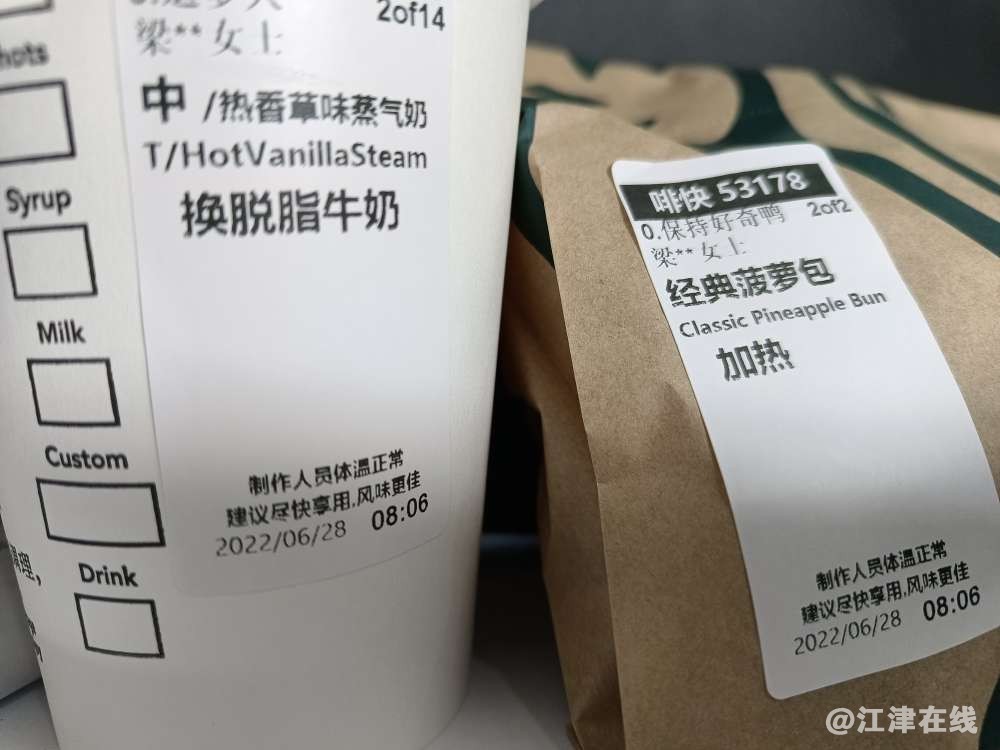 2of14
梁**女士
中/热香草味蒸气奶
T/HotVanillaSteam
换脱脂牛奶
制作人员体温正常
建议尽快享用,风味更佳
2022/06/28 08:06
Syrup
Milk
Custom
Drink
啡快 53178
0.保持好奇鸭 2of2
梁**女士
经典菠萝包
Classic Pineapple Bun
加热
制作人员体温正常
建议尽快享用,风味更佳
2022/06/28 08:06
@江津在线